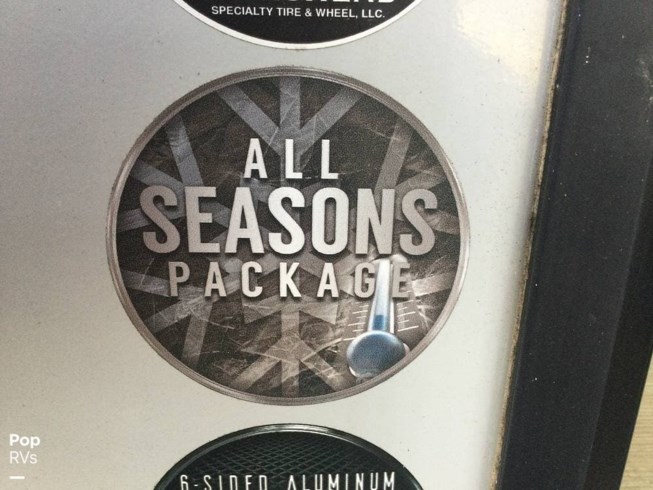 SPECIALTY TIRE & WHEEL, LLC.
ALL
SEASONS
PACKAGE
6-SIDED ALUMINUM
Pop
RVs